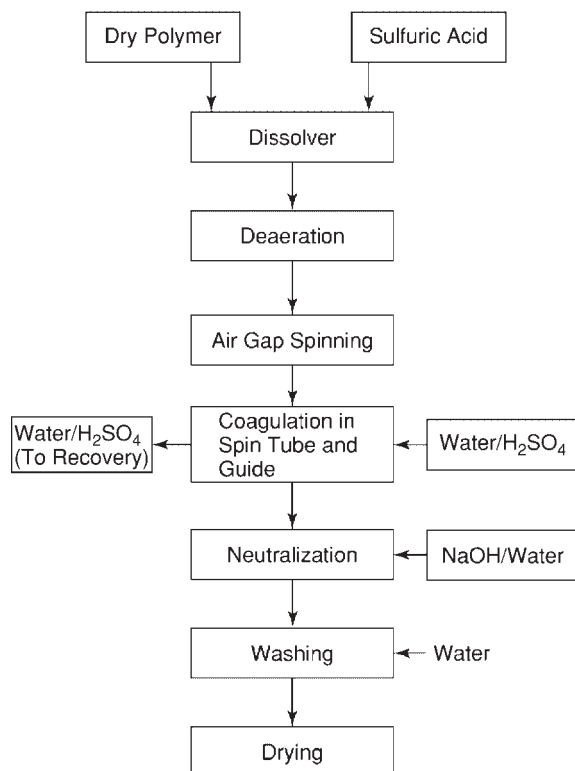 Dry Polymer
Sulfuric Acid
Dissolver
Deaeration
Air Gap Spinning
Water/H₂SO₄
(To Recovery)
Coagulation in
Spin Tube and
Guide
Water/H₂SO₄
Neutralization
NaOH/Water
Washing
Water
Drying